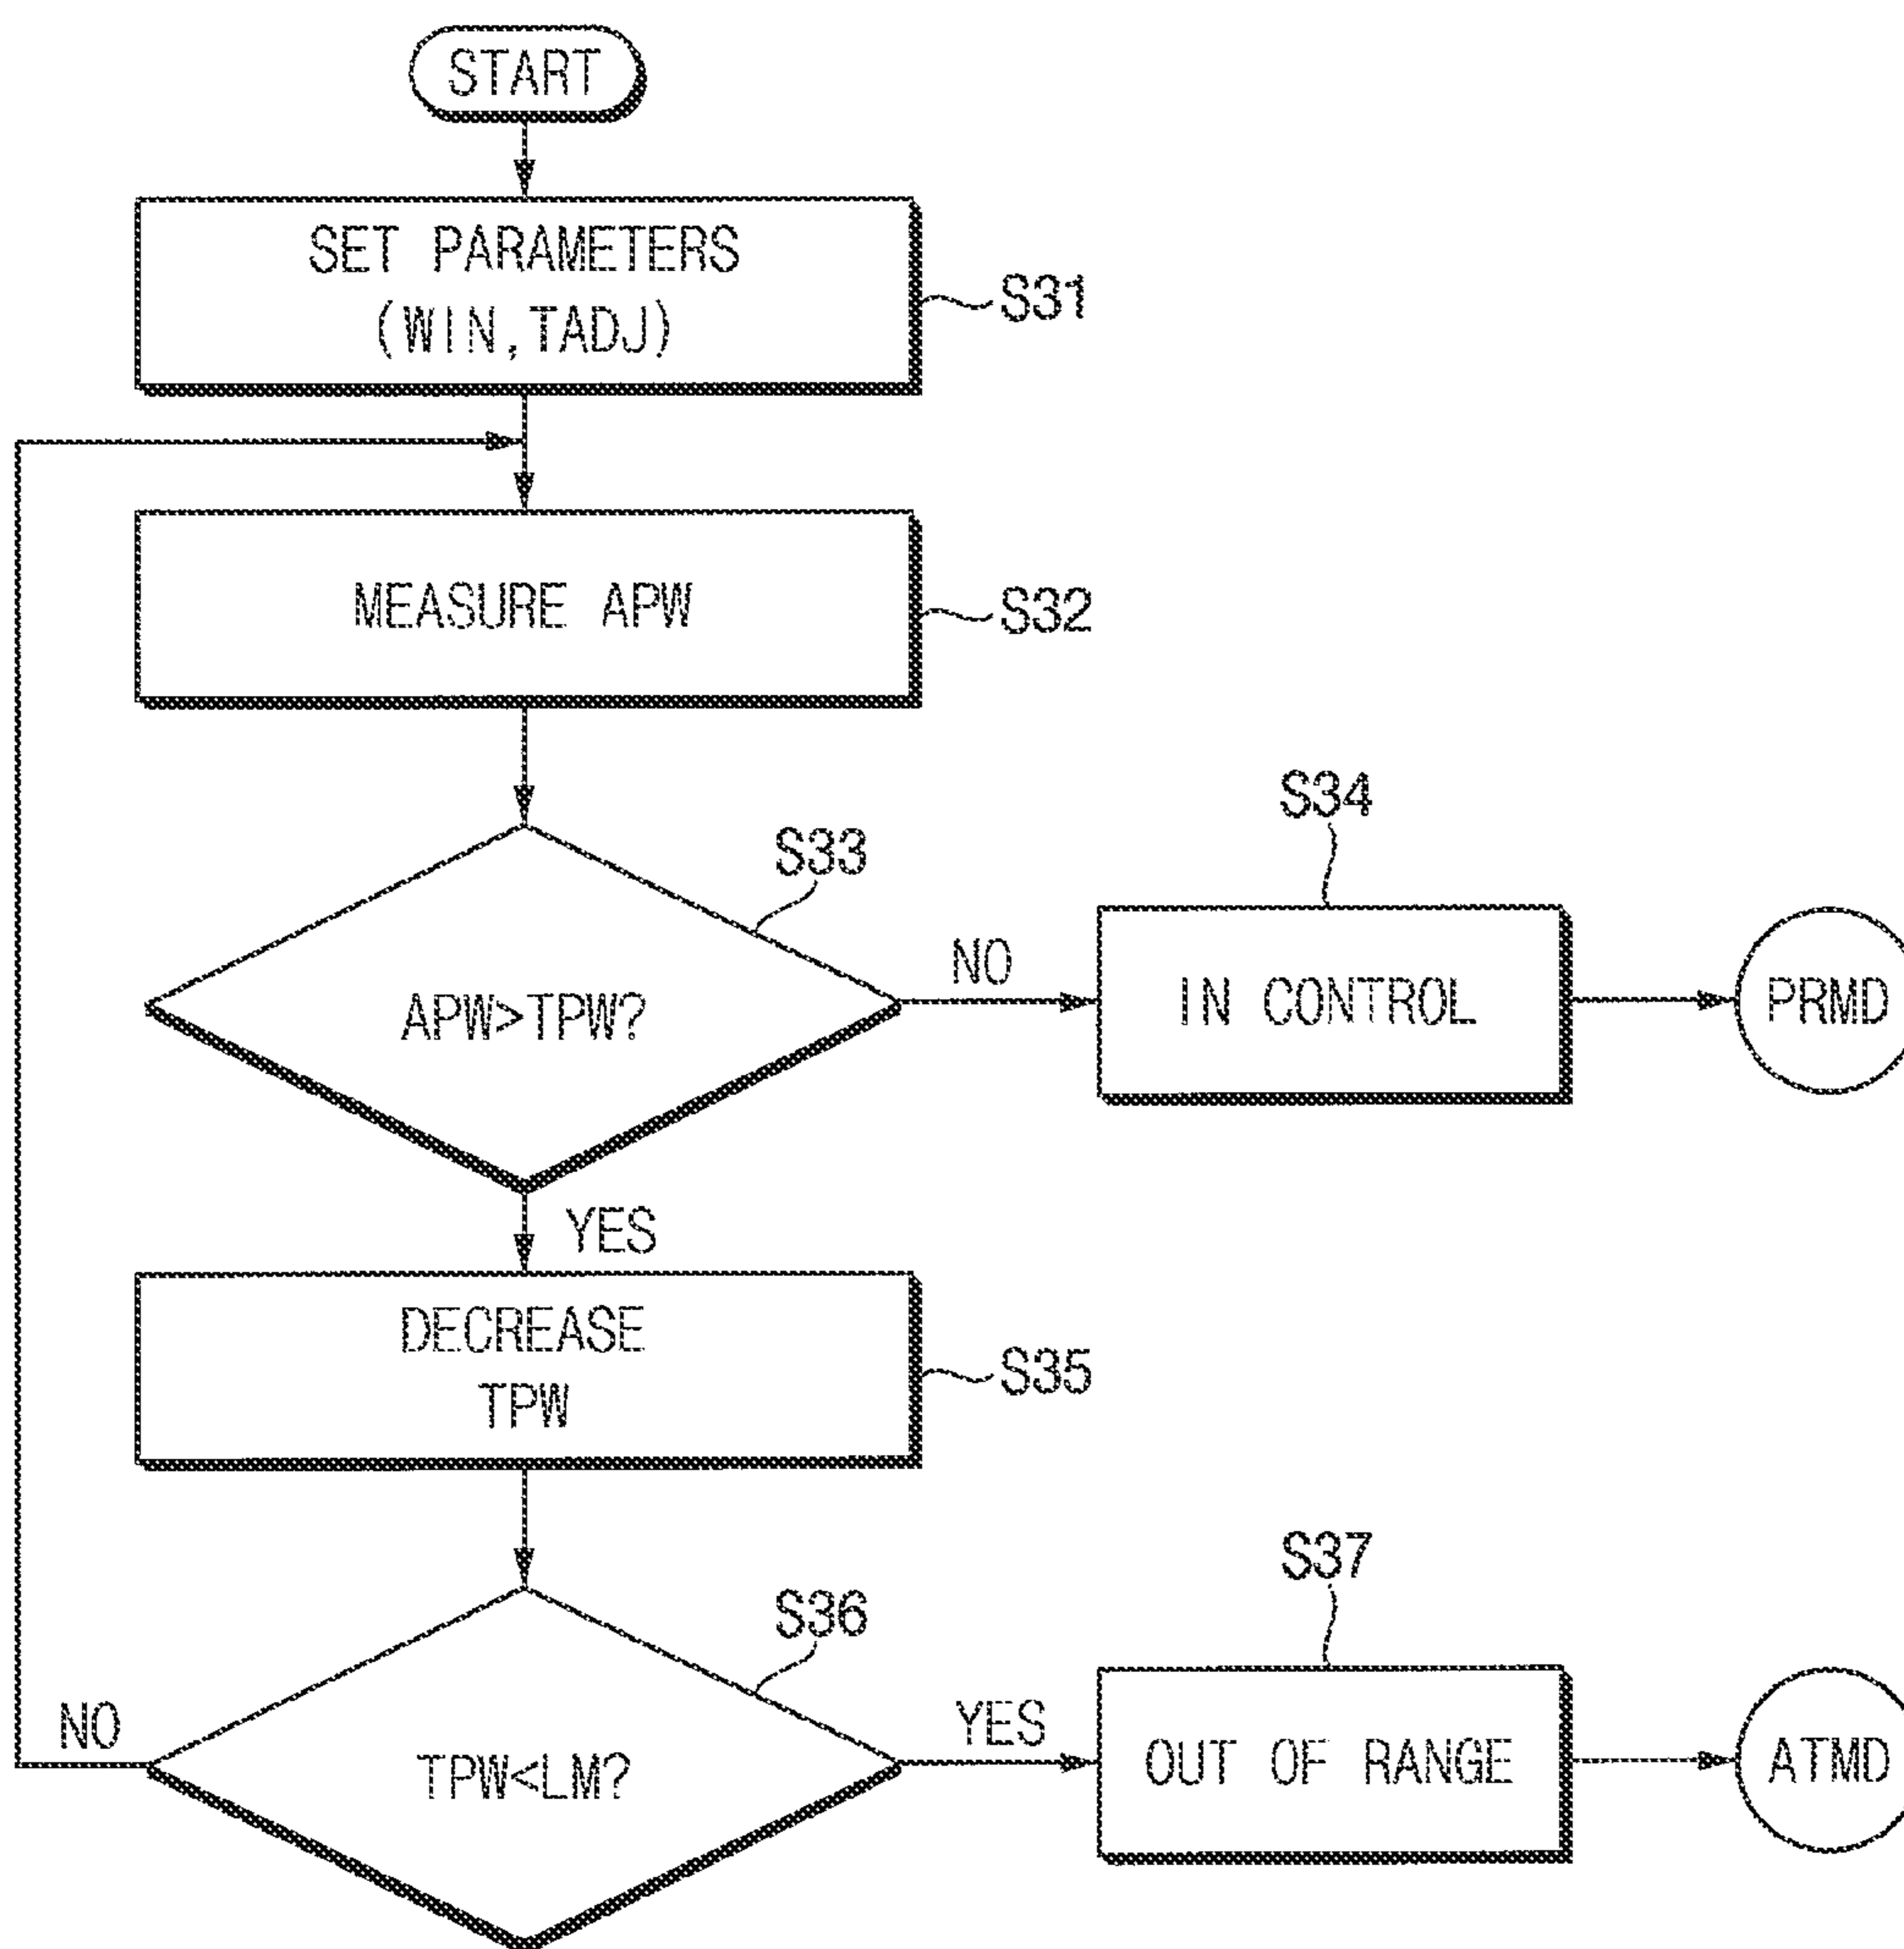 START
SET PARAMETERS
(WIN,TADJ)
S31
MEASURE APW
S32
S33
APW>TPW?
NO
S34
IN CONTROL
PRMD
YES
DECREASE
TPW
S35
S36
TPW<LM?
NO
YES
S37
OUT OF RANGE
ATMD